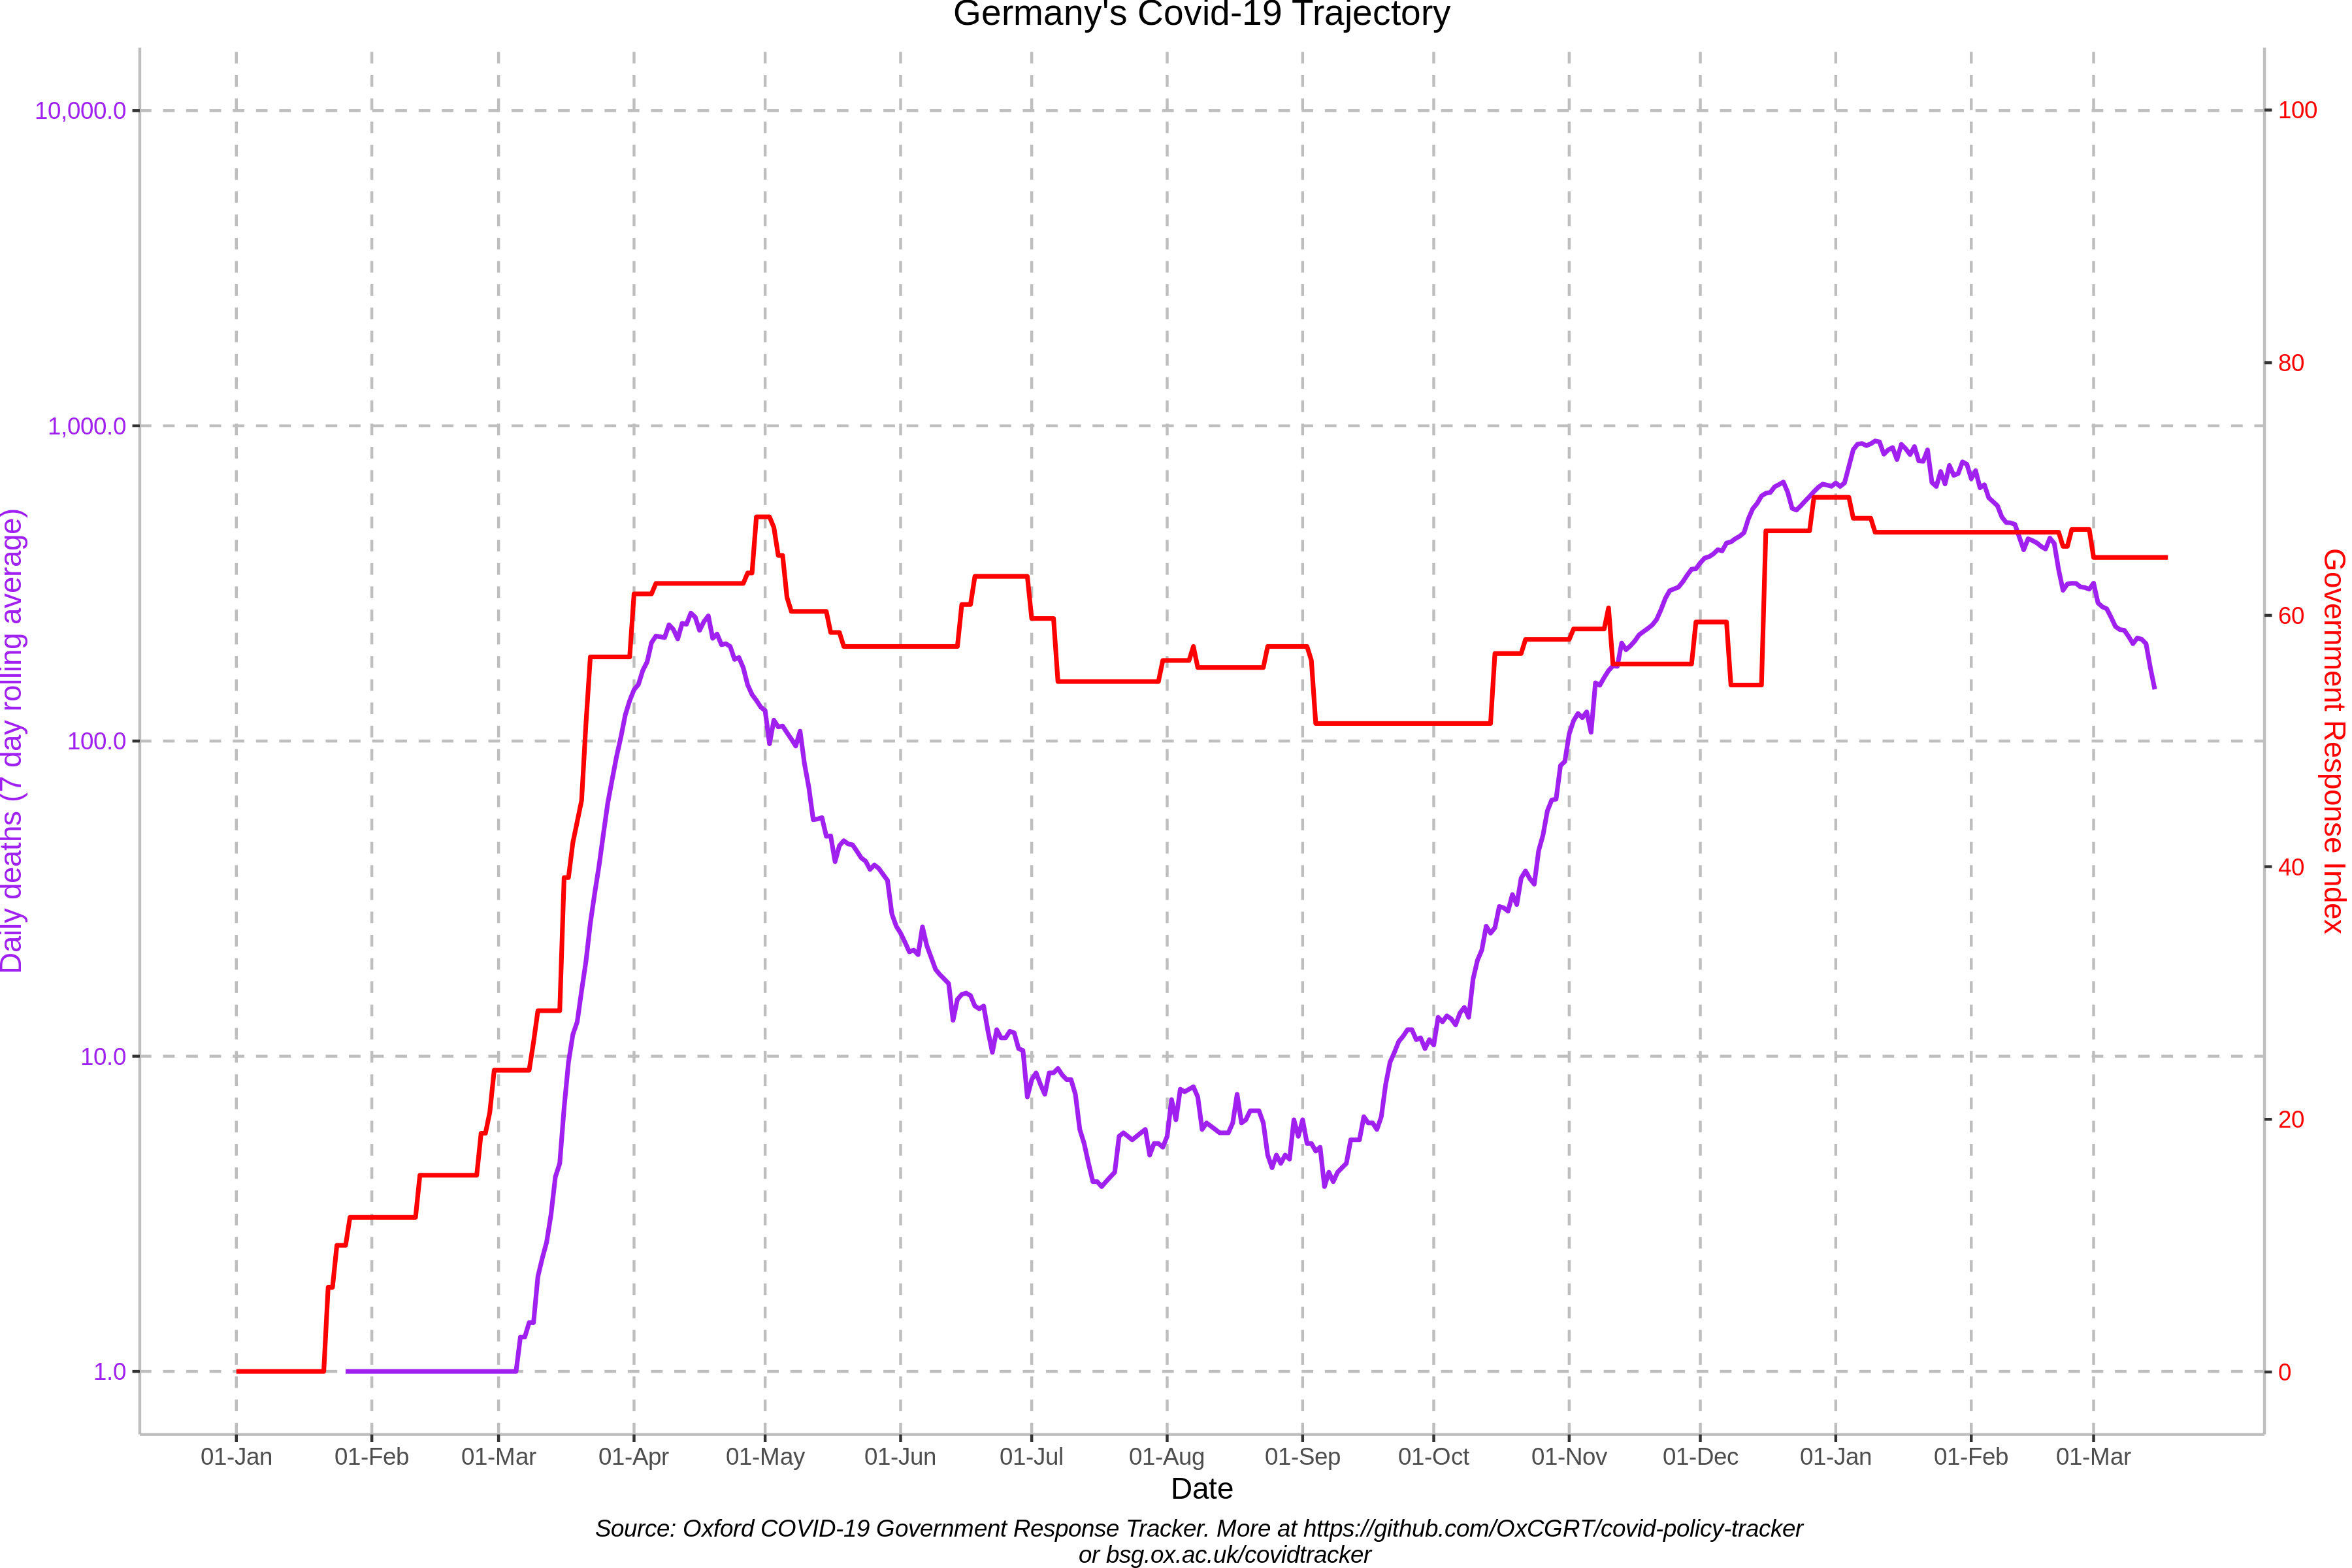 Germany's Covid-19 Trajectory
10,000.0
1,000.0
100.0
10.0
1.0
Daily deaths (7 day rolling average)
100
80
60
40
20
0
Government Response Index
01-Jan 01-Feb 01-Mar 01-Apr 01-May 01-Jun 01-Jul 01-Aug 01-Sep 01-Oct 01-Nov 01-Dec 01-Jan 01-Feb 01-Mar
Date
Source: Oxford COVID-19 Government Response Tracker. More at https://github.com/OxCGRT/covid-policy-tracker
or bsg.ox.ac.uk/covidtracker